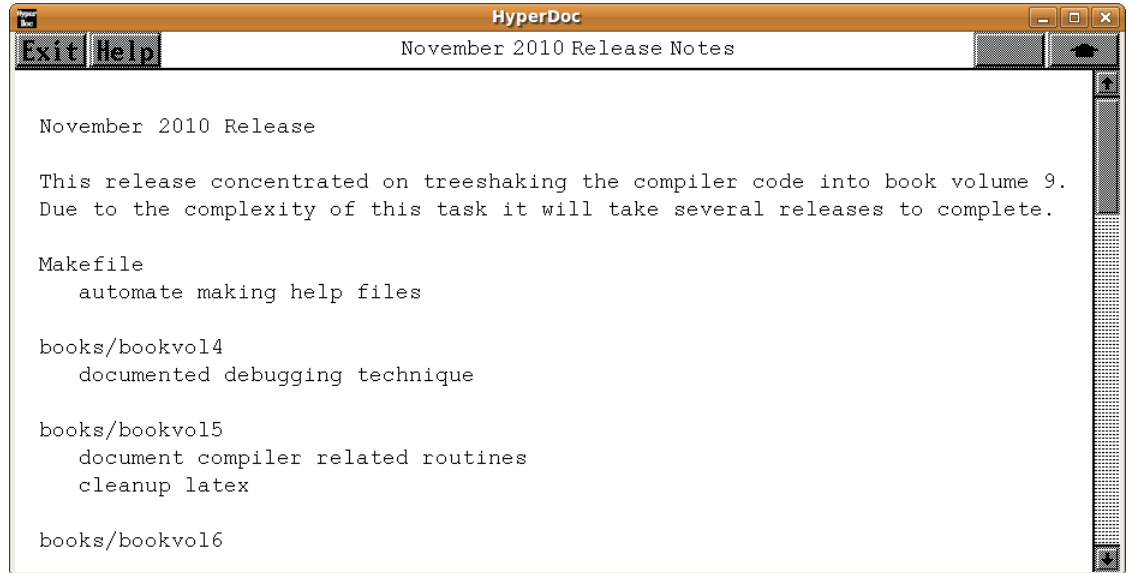 Hyper Doc
HyperDoc
Exit Help
November 2010 Release Notes
November 2010 Release
This release concentrated on treeshaking the compiler code into book volume 9.
Due to the complexity of this task it will take several releases to complete.
Makefile
automate making help files
books/bookvol4
documented debugging technique
books/bookvol5
document compiler related routines
cleanup latex
books/bookvol6